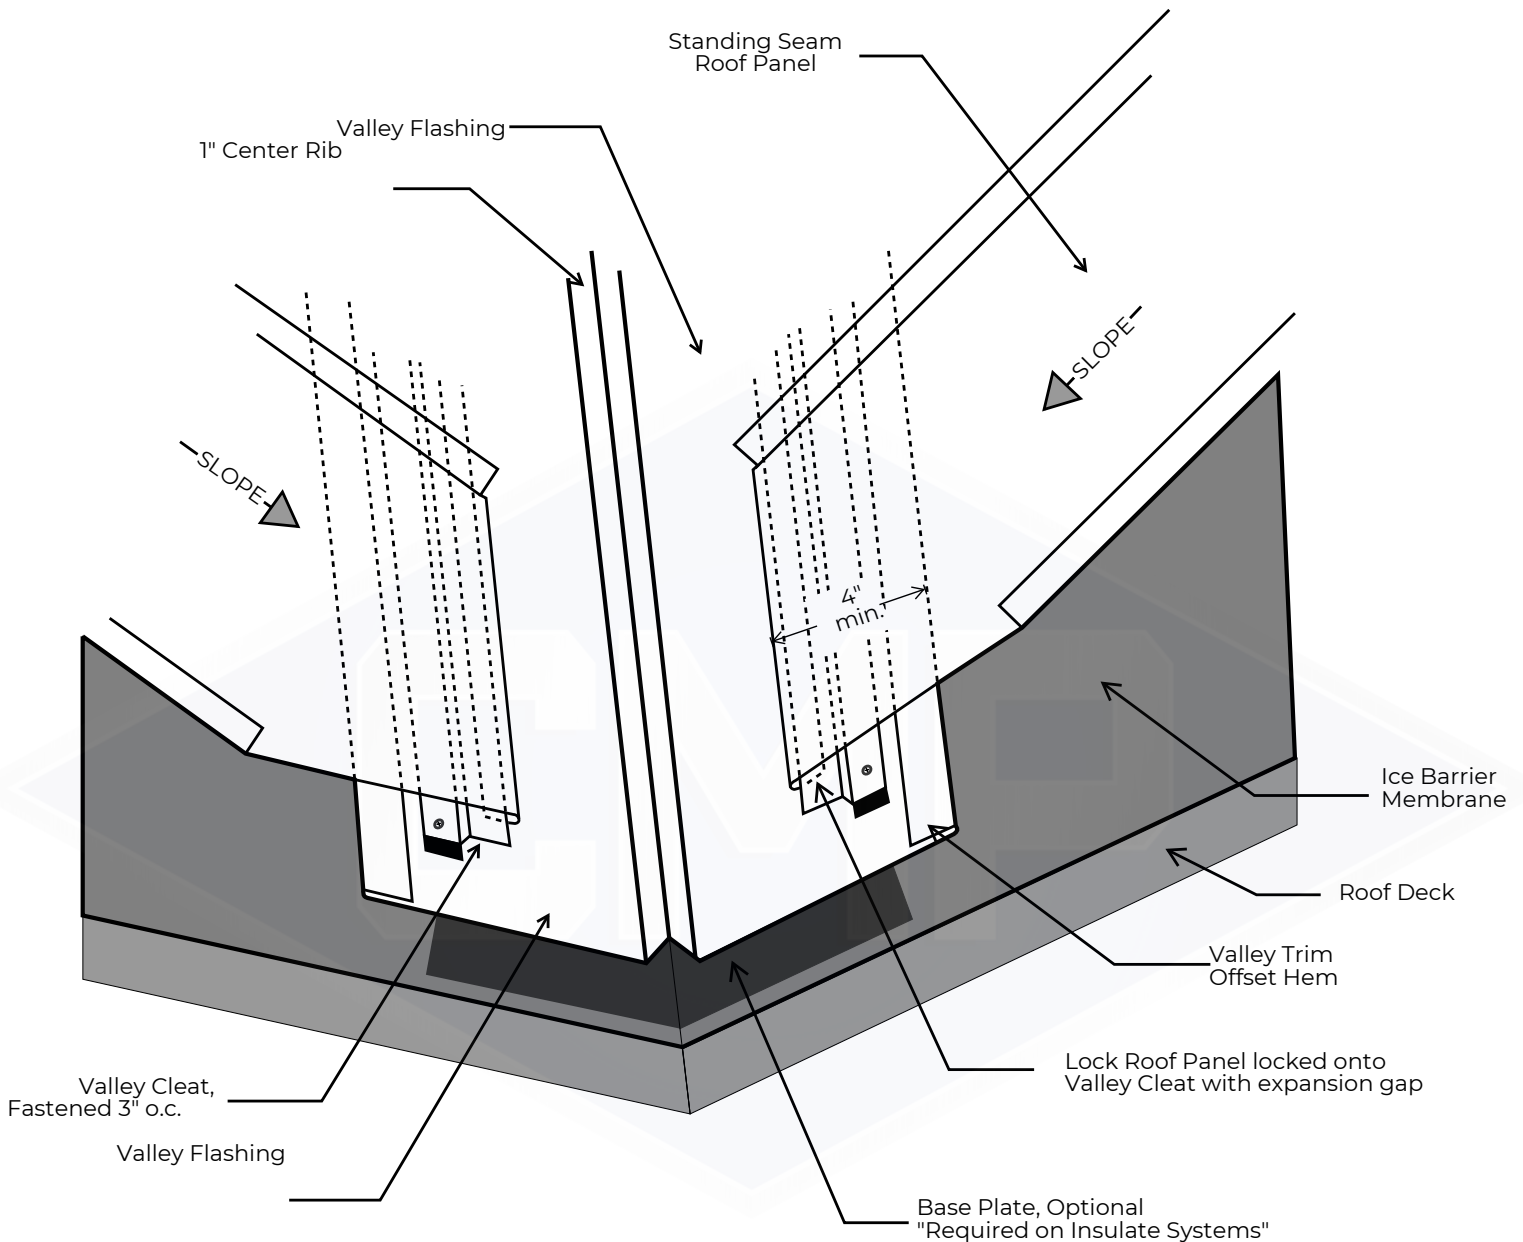 Standing Seam
Roof Panel
Valley Flashing
1" Center Rib
SLOPE
SLOPE
4"
min.
Ice Barrier
Membrane
Roof Deck
Valley Trim
Offset Hem
Lock Roof Panel locked onto
Valley Cleat with expansion gap
Valley Cleat,
Fastened 3" o.c.
Valley Flashing
Base Plate, Optional
"Required on Insulate Systems"
CMP